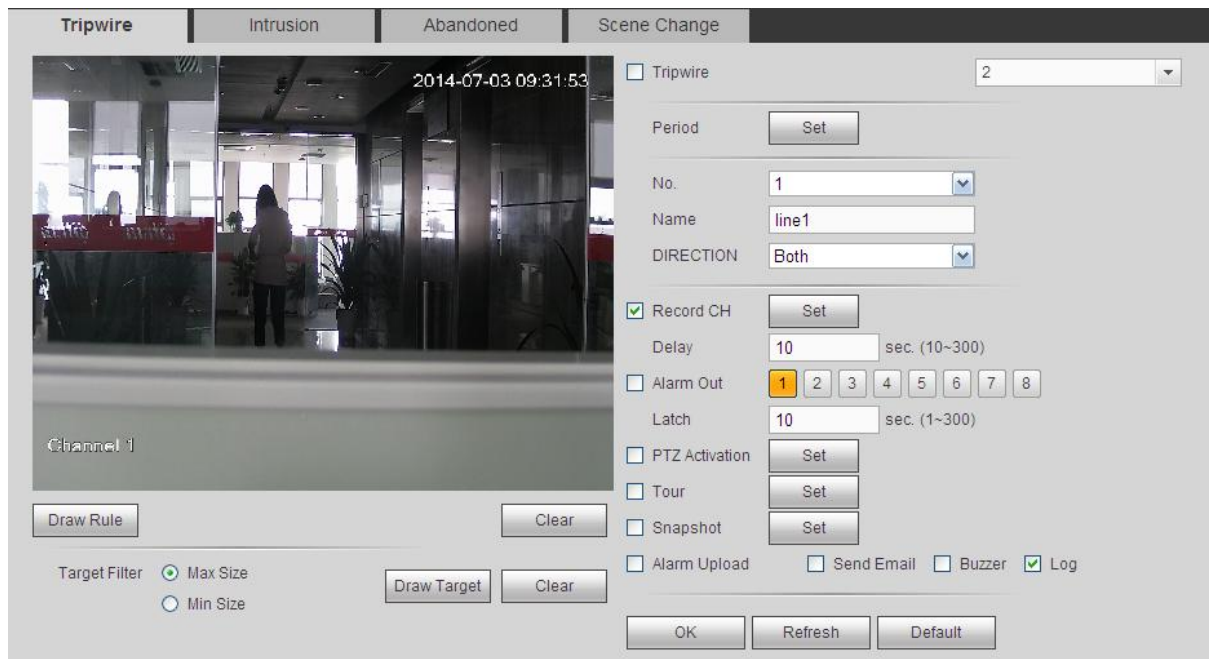 Tripwire Intrusion Abandoned Scene Change
2014-07-03 09:31:53
Channel 1
Draw Rule Clear
Target Filter Max Size
Min Size
Draw Target Clear
Tripwire 2
Period Set
No. 1
Name line1
DIRECTION Both
Record CH Set
Delay 10 sec. (10~300)
Alarm Out 1 2 3 4 5 6 7 8
Latch 10 sec. (1~300)
PTZ Activation Set
Tour Set
Snapshot Set
Alarm Upload Send Email Buzzer Log
OK Refresh Default